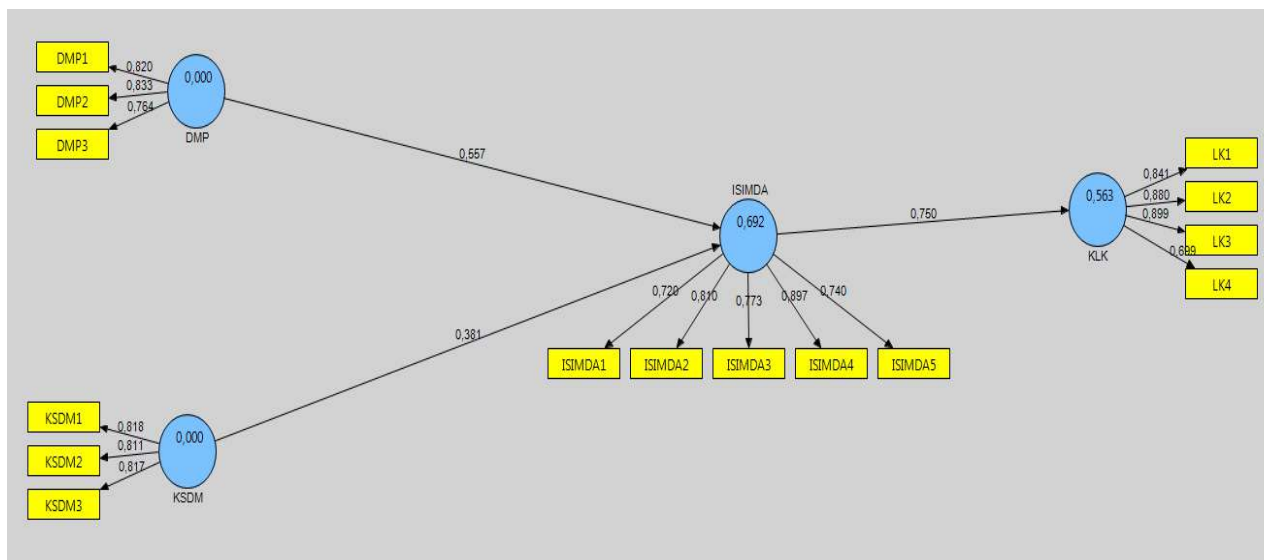 DMP1
0,820
DMP2
0,833
DMP3
0,764
0,000
DMP
0,557
ISIMDA
0,692
0,750
0,563
KLK
0,841
LK1
0,880
LK2
0,899
LK3
0,699
LK4
0,381
0,720
0,810
0,773
0,897
0,740
ISIMDA1
ISIMDA2
ISIMDA3
ISIMDA4
ISIMDA5
KSDM1
0,818
KSDM2
0,811
KSDM3
0,817
0,000
KSDM